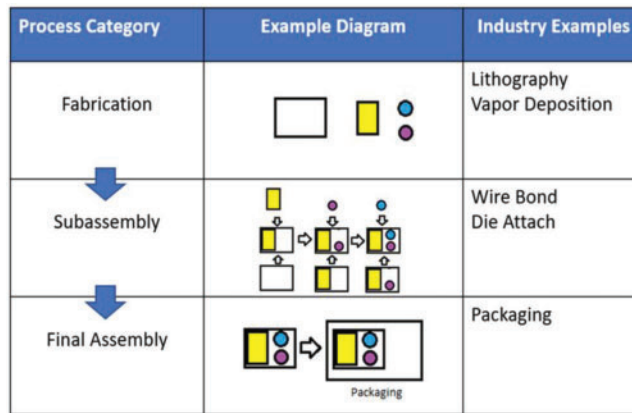 Process Category Example Diagram Industry Examples
Fabrication
Lithography
Vapor Deposition
Subassembly
Wire Bond
Die Attach
Final Assembly
Packaging
Packaging